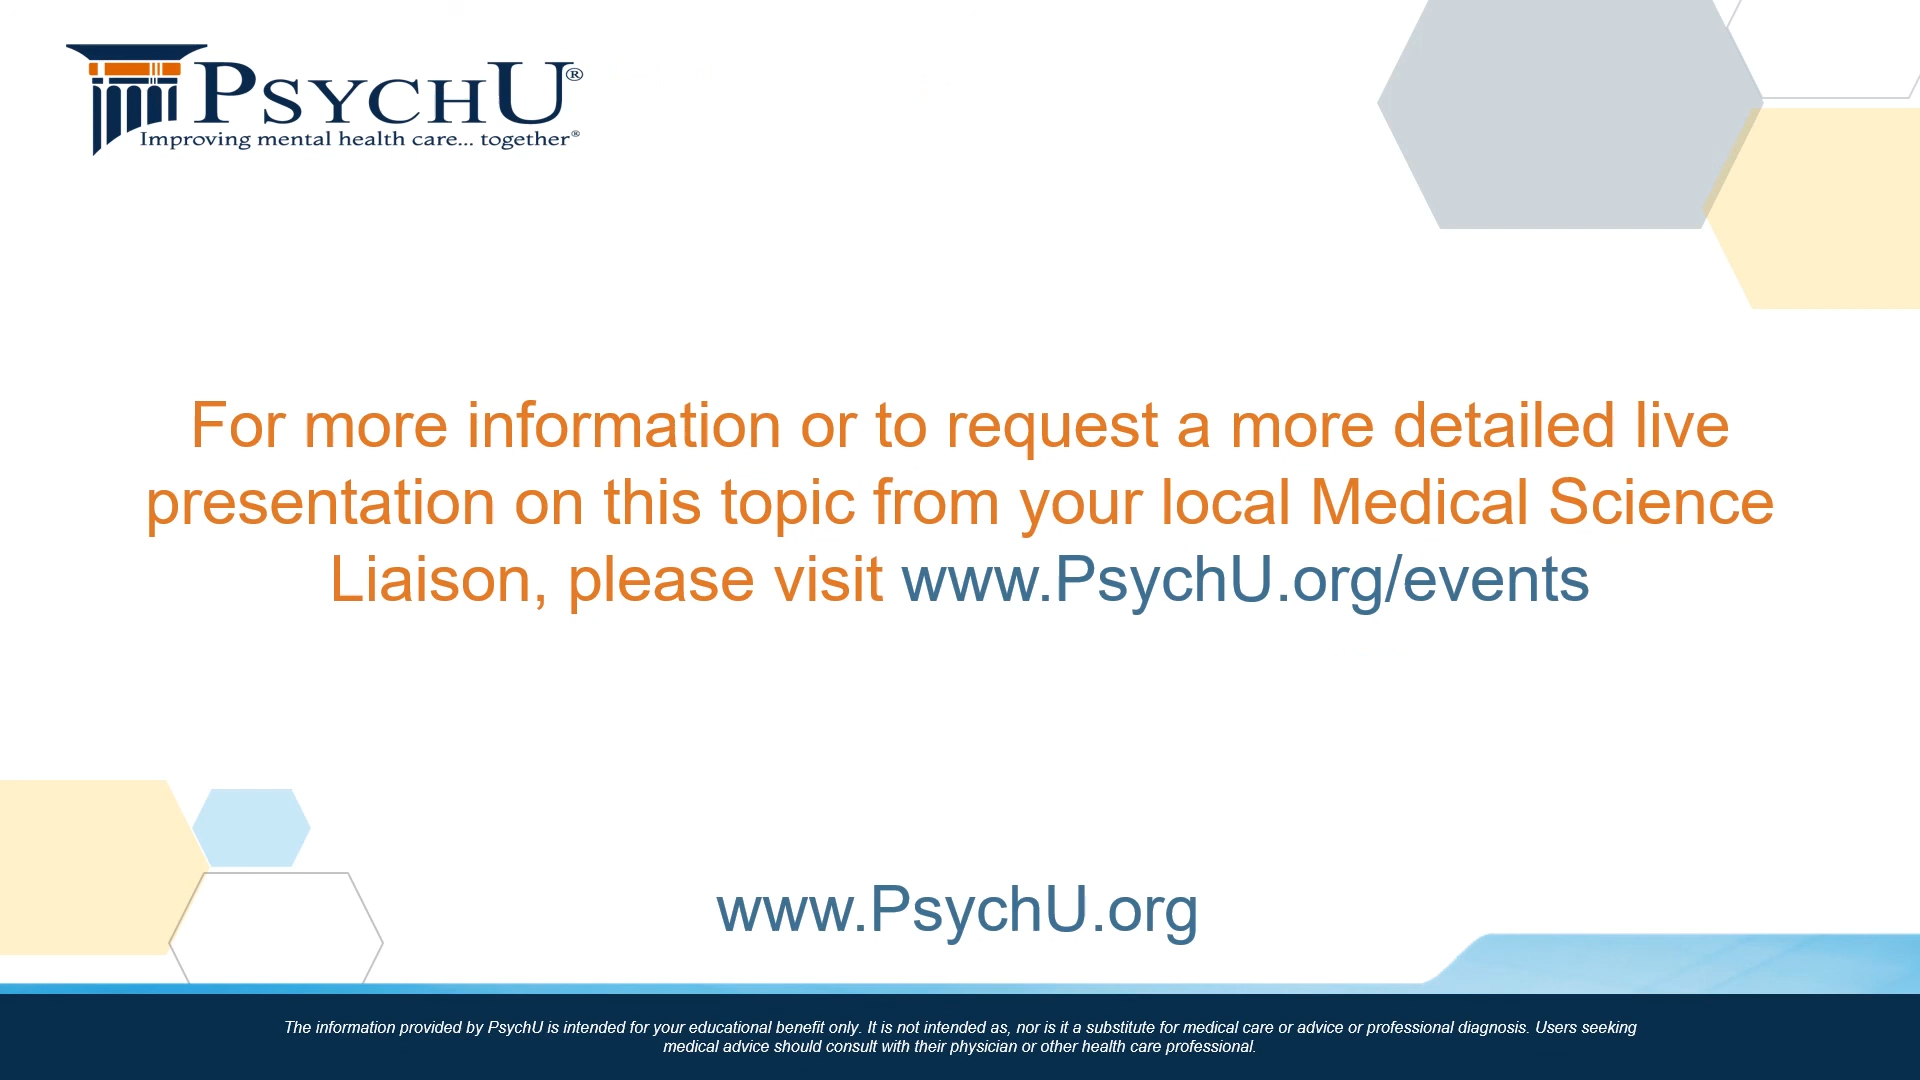 PSYCHU®
Improving mental health care... together®
For more information or to request a more detailed live
presentation on this topic from your local Medical Science
Liaison, please visit www.PsychU.org/events
www.PsychU.org
The information provided by PsychU is intended for your educational benefit only. It is not intended as, nor is it a substitute for medical care or advice or professional diagnosis. Users seeking
medical advice should consult with their physician or other health care professional.